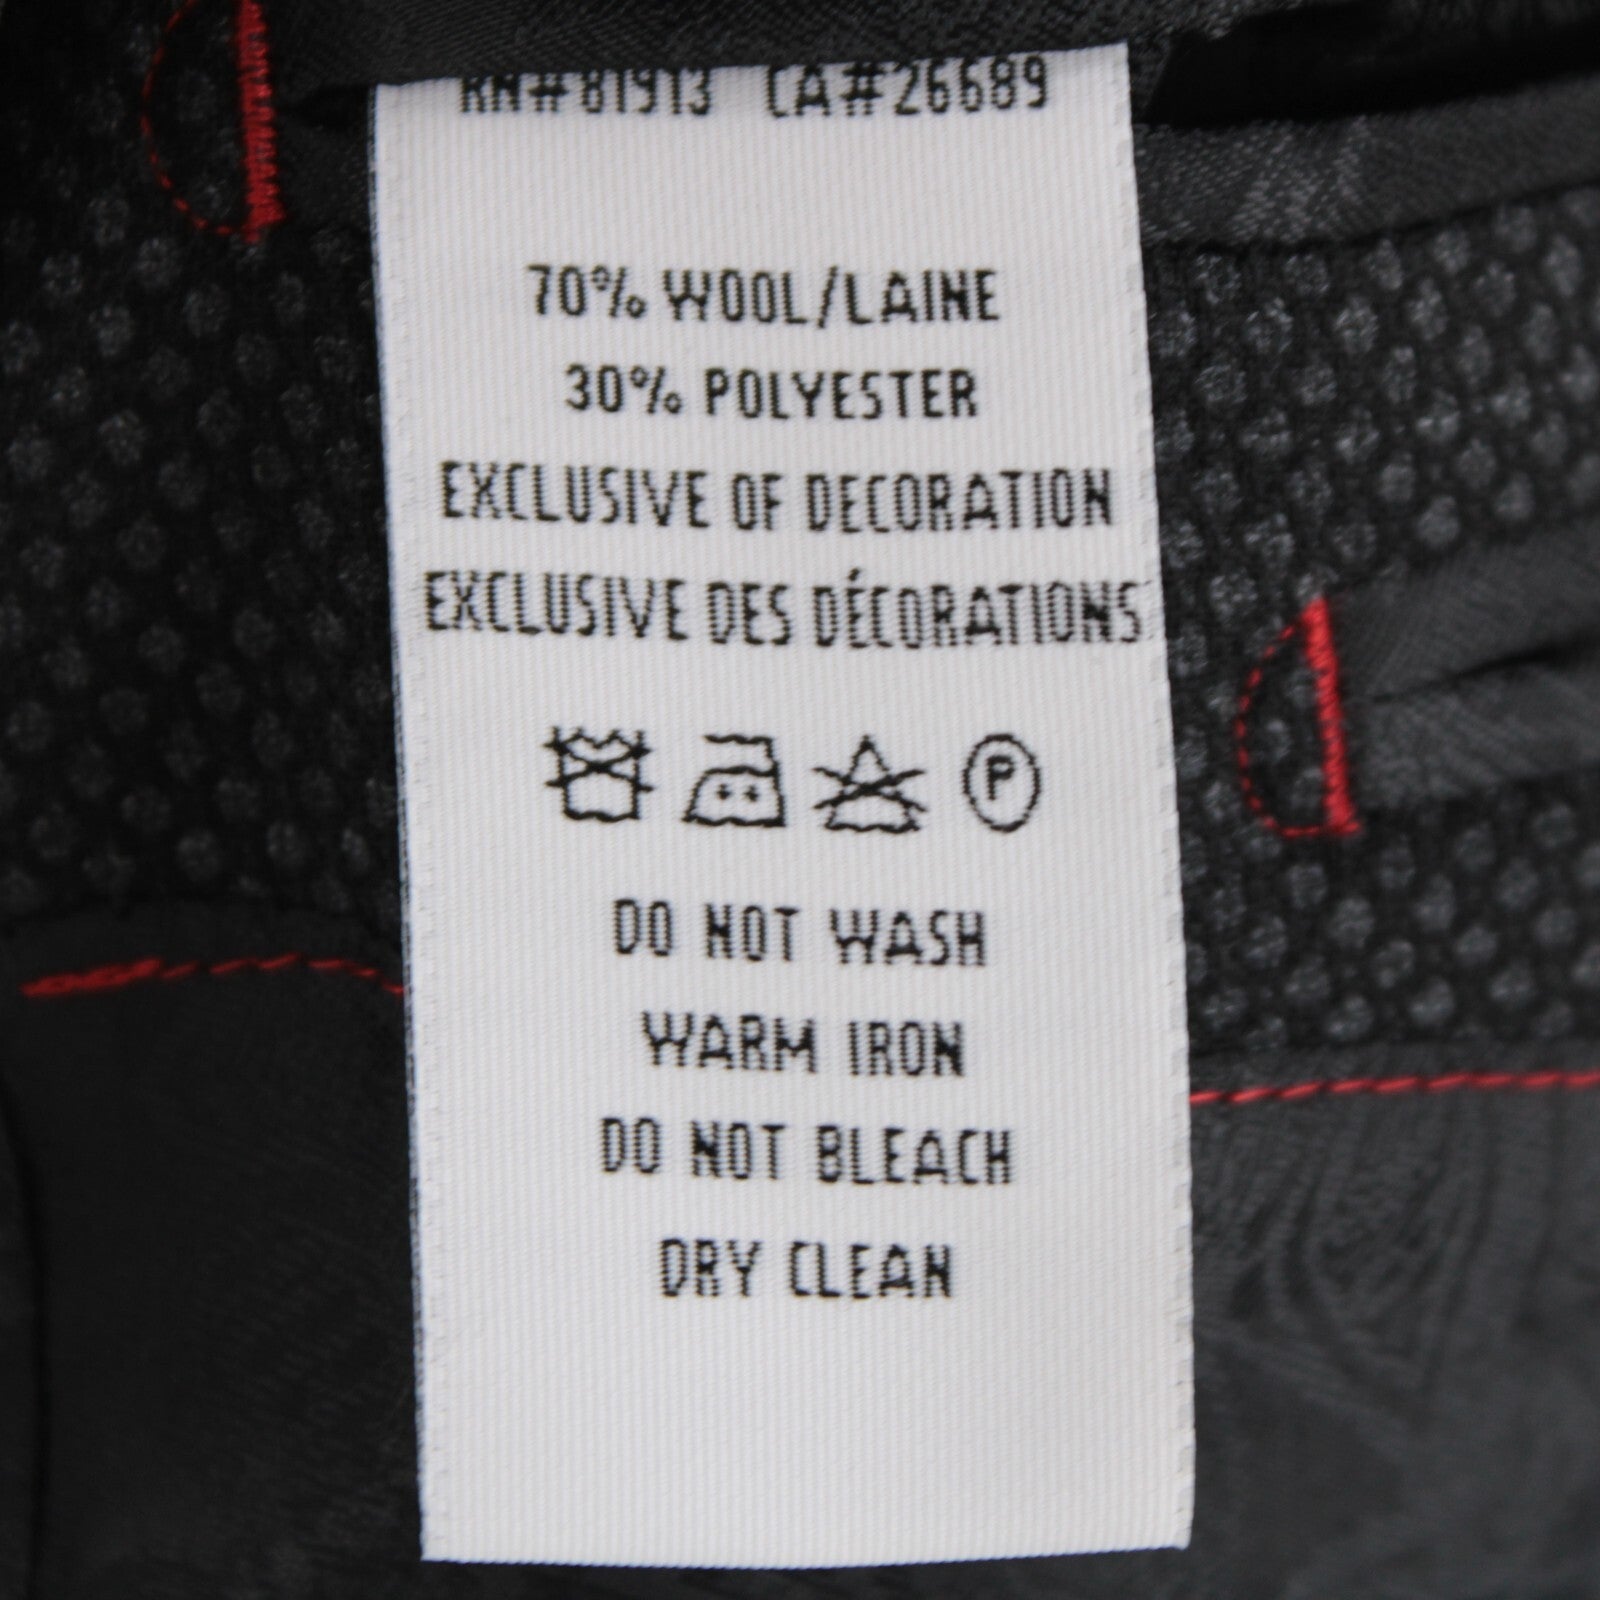 RN#81913 CA#26689
70% WOOL/LAINE
30% POLYESTER
EXCLUSIVE OF DECORATION
EXCLUSIVE DES DÉCORATIONS
P
DO NOT WASH
WARM IRON
DO NOT BLEACH
DRY CLEAN